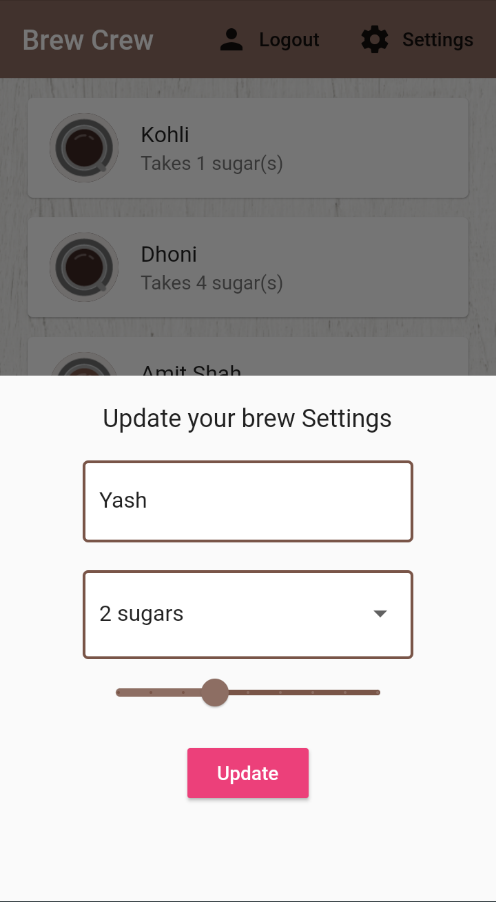 Brew Crew Logout Settings
Kohli
Takes 1 sugar(s)
Dhoni
Takes 4 sugar(s)
Amit Shah
Update your brew Settings
Yash
2 sugars
Update